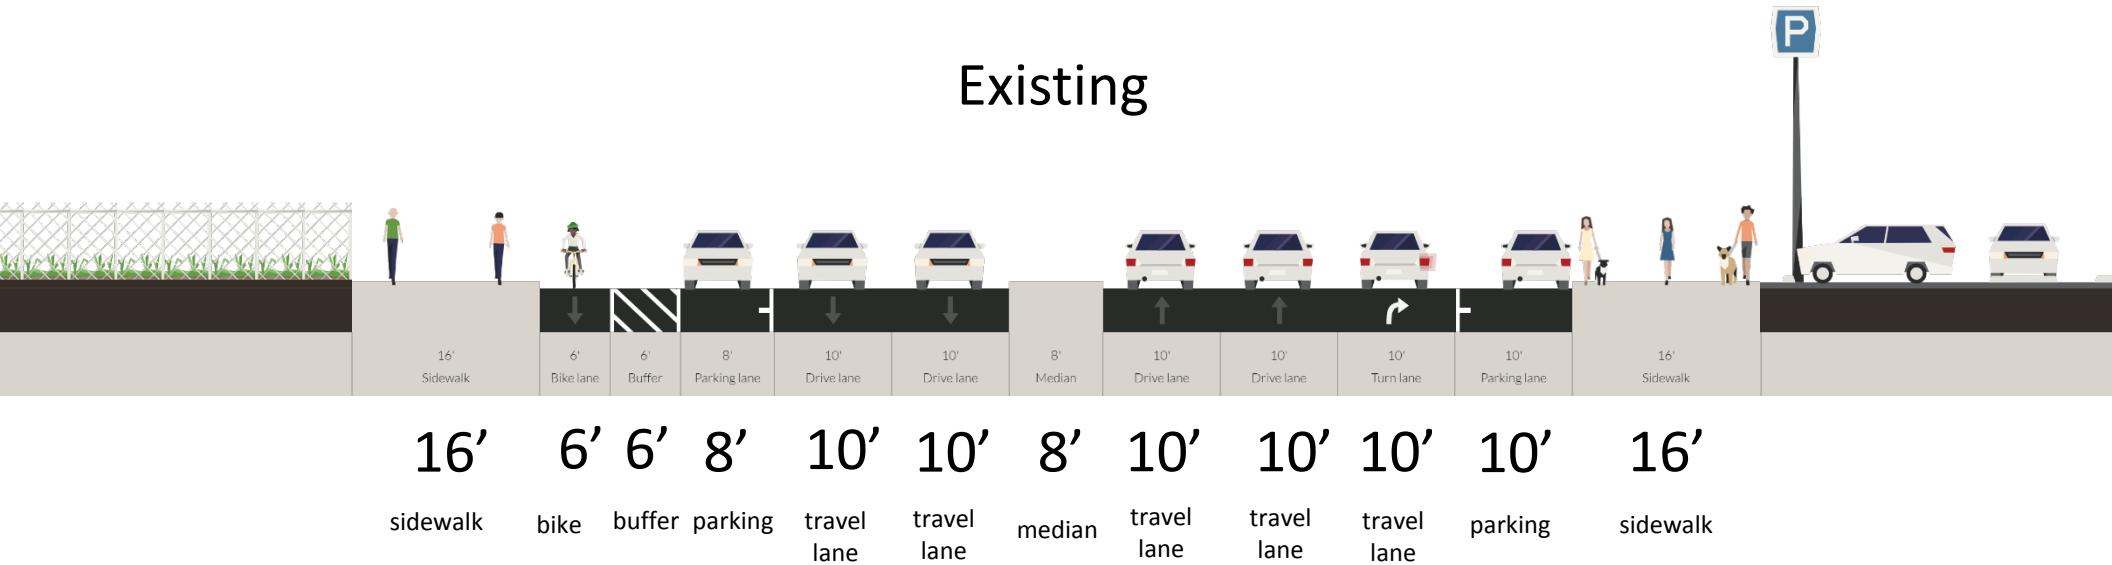 P
Existing
16' 6' 6' 8' 10' 10' 8' 10' 10' 10' 10' 16'
Sidewalk Bike lane Buffer Parking lane Drive lane Drive lane Median Drive lane Drive lane Turn lane Parking lane Sidewalk
16’ 6’ 6’ 8’ 10’ 10’ 8’ 10’ 10’ 10’ 10’ 16’
sidewalk bike buffer parking travel travel median travel travel travel parking sidewalk
lane lane lane lane lane